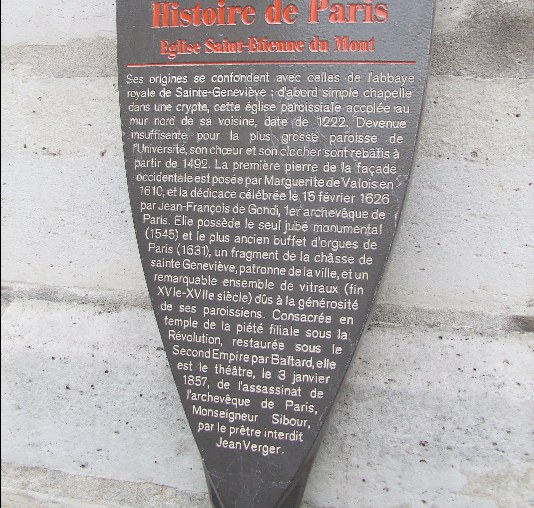 Histoire de Paris
Eglise Saint-Etienne du Mont
Ses origines se confondent avec celles de l'abbaye
royale de Sainte-Geneviève : d'abord simple chapelle
dans une crypte, cette église paroissiale accolée au
mur nord de sa voisine, date de 1222. Devenue
insuffisante pour la plus grosse paroisse de
l'Université, son chœur et son clocher sont rebâtis à
partir de 1492. La première pierre de la façade
occidentale est posée par Marguerite de Valois en
1610, et la dédicace célébrée le 15 février 1626
par Jean-François de Gondi, 1er archevêque de
Paris. Elle possède le seul jubé monumental
(1545) et le plus ancien buffet d'orgues de
Paris (1631), un fragment de la châsse de
sainte Geneviève, patronne de la ville, et un
remarquable ensemble de vitraux (fin
XVIe-XVIIe siècle) dûs à la générosité
de ses paroissiens. Consacrée en
temple de la piété filiale sous la
Révolution, restaurée sous le
Second Empire par Baltard, elle
est le théâtre, le 3 janvier
1857, de l'assassinat de
l'archevêque de Paris,
Monseigneur Sibour,
par le prêtre interdit
Jean Verger.